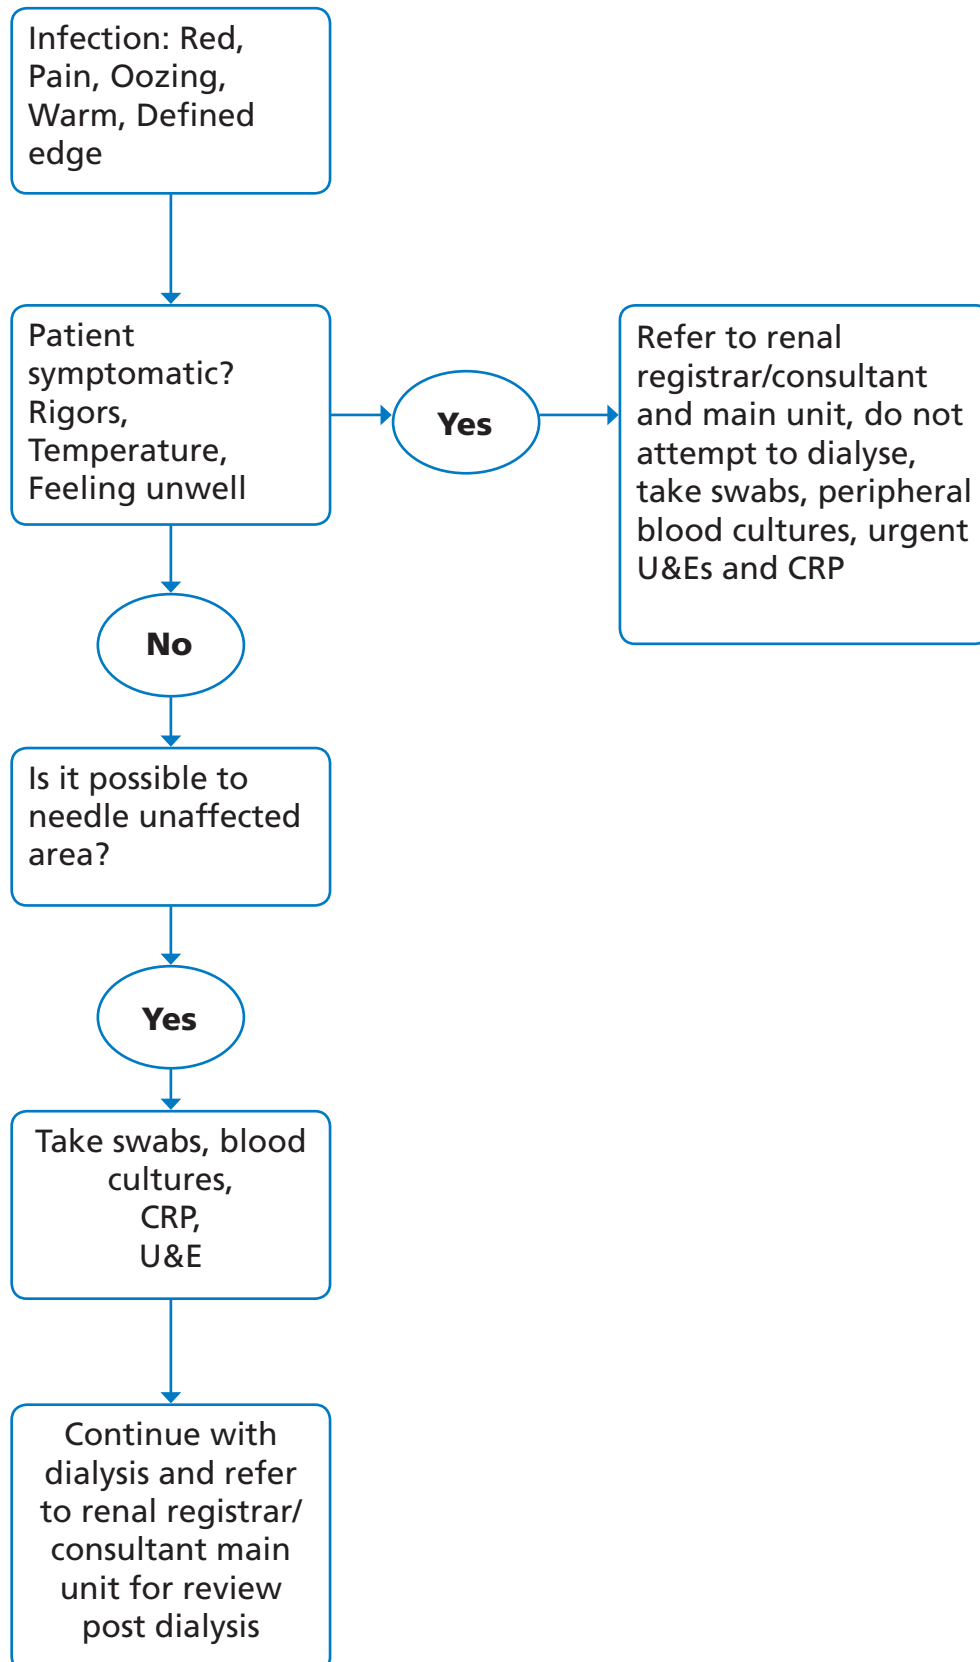 Infection: Red,
Pain, Oozing,
Warm, Defined
edge
Patient
symptomatic?
Rigors,
Temperature,
Feeling unwell
Yes
Refer to renal
registrar/consultant
and main unit, do not
attempt to dialyse,
take swabs, peripheral
blood cultures, urgent
U&Es and CRP
No
Is it possible to
needle unaffected
area?
Yes
Take swabs, blood
cultures,
CRP,
U&E
Continue with
dialysis and refer
to renal registrar/
consultant main
unit for review
post dialysis